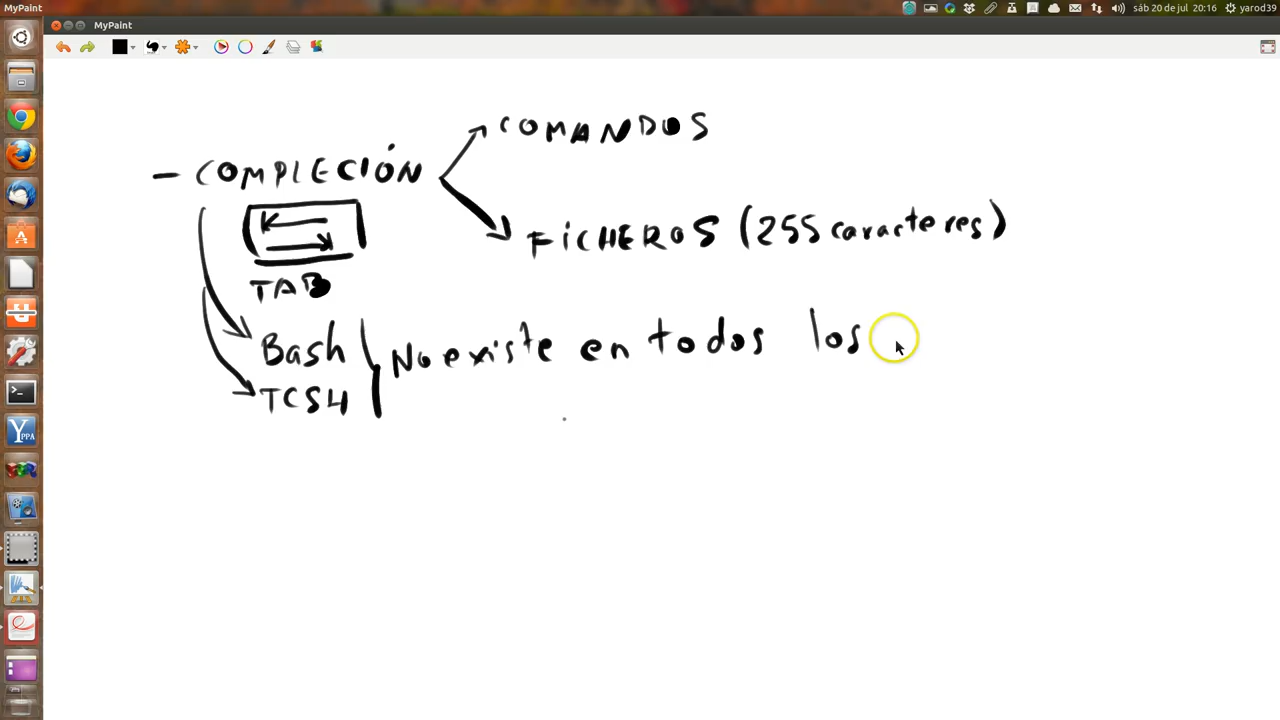 MyPaint
sáb 20 de jul 20:16 yarod39
MyPaint
COMANDOS
- COMPLECIÓN
FICHEROS (255 caracteres)
TAB
Bash
No existe en todos los
TCSH
YPPA